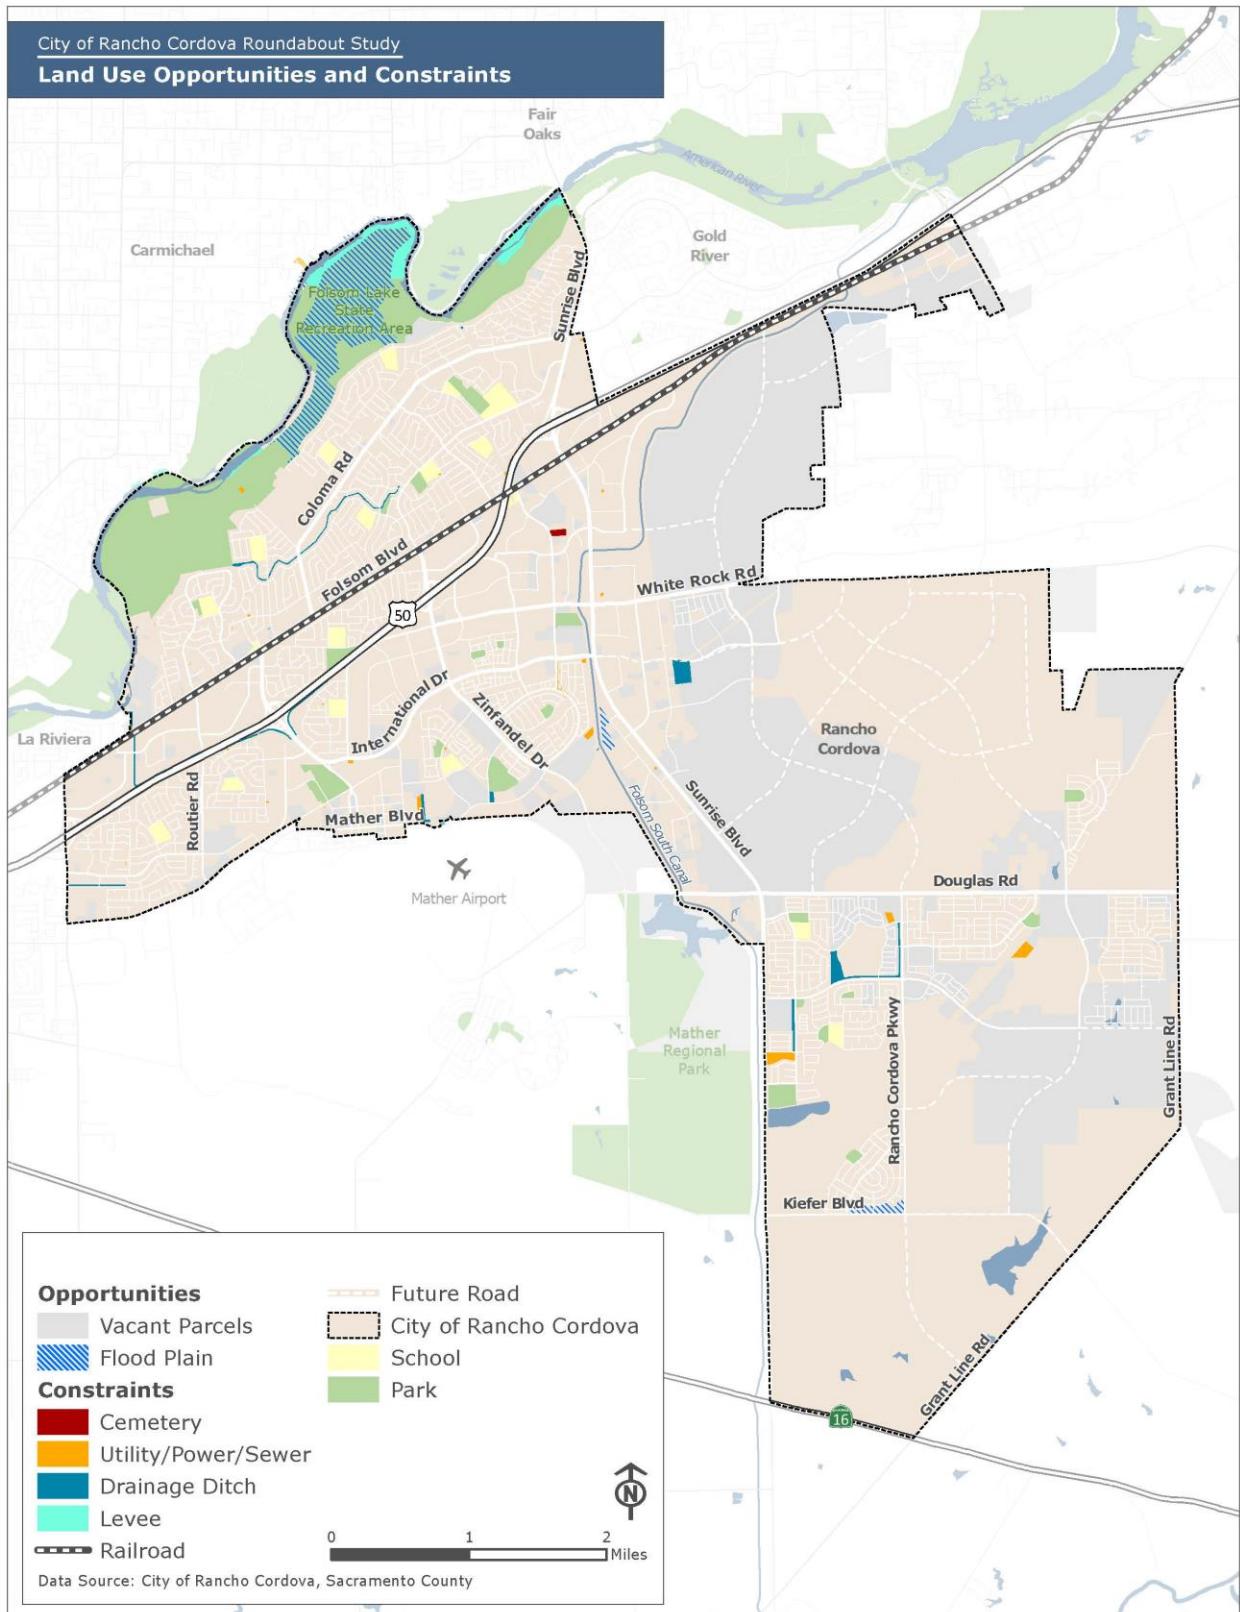 City of Rancho Cordova Roundabout Study
Land Use Opportunities and Constraints
Fair
Oaks
American River
Carmichael
Gold
River
Sunrise Blvd
Folsom Lake
State
Recreation Area
Coloma Rd
Folsom Blvd
White Rock Rd
50
International Dr
Zinfandel Dr
La Riviera
Rancho
Cordova
Routier Rd
Mather Blvd
Folsom South Canal
Sunrise Blvd
Mather Airport
Douglas Rd
Mather
Regional
Park
Rancho Cordova Pkwy
Grant Line Rd
Kiefer Blvd
Grant Line Rd
16
Opportunities
Vacant Parcels
Flood Plain
Constraints
Cemetery
Utility/Power/Sewer
Drainage Ditch
Levee
Railroad
Future Road
City of Rancho Cordova
School
Park
N
0 1 2
Miles
Data Source: City of Rancho Cordova, Sacramento County